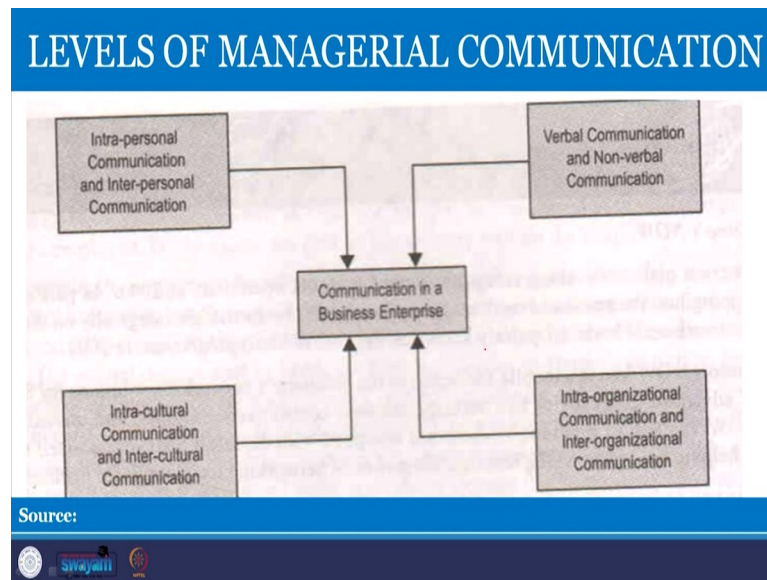 LEVELS OF MANAGERIAL COMMUNICATION
Intra-personal
Communication
and Inter-personal
Communication
Verbal Communication
and Non-verbal
Communication
Communication in a
Business Enterprise
Intra-cultural
Communication
and Inter-cultural
Communication
Intra-organizational
Communication and
Inter-organizational
Communication
Source:
swayam